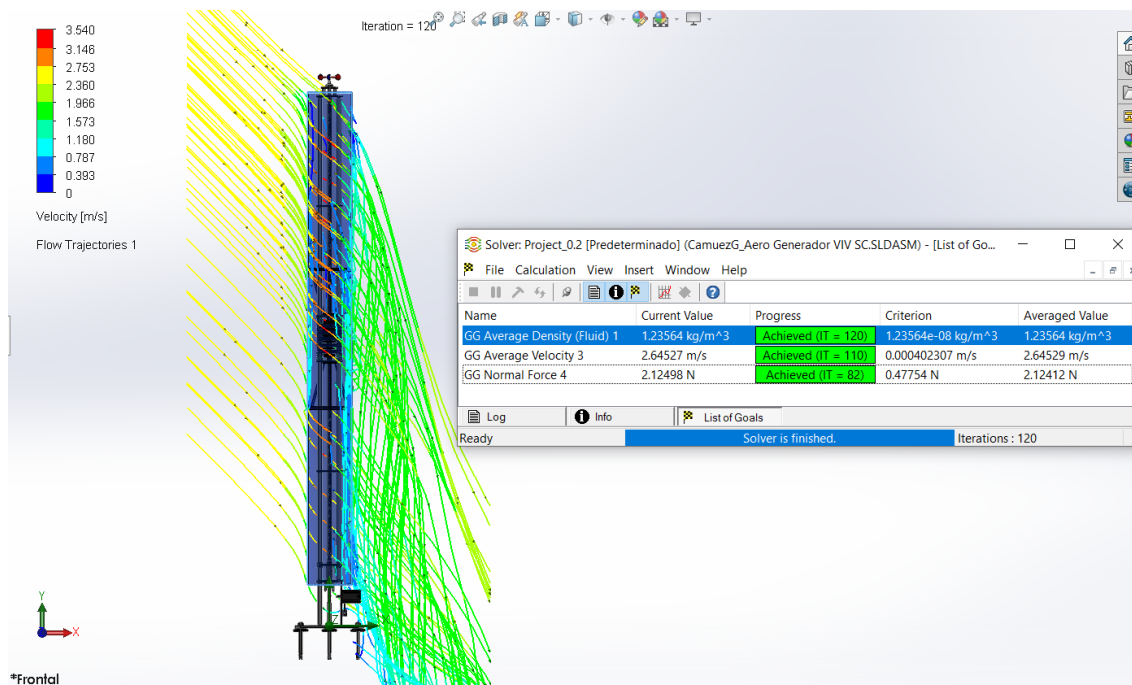 Iteration = 120
3.540
3.146
2.753
2.360
1.966
1.573
1.180
0.787
0.393
0
Velocity [m/s]
Flow Trajectories 1
Solver: Project_0.2 [Predeterminado] (CamuezG_Aero Generador VIV SC.SLDASM) - [List of Go...
File Calculation View Insert Window Help
Name Current Value Progress Criterion Averaged Value
GG Average Density (Fluid) 1 1.23564 kg/m^3 Achieved (IT = 120) 1.23564e-08 kg/m^3 1.23564 kg/m^3
GG Average Velocity 3 2.64527 m/s Achieved (IT = 110) 0.000402307 m/s 2.64529 m/s
GG Normal Force 4 2.12498 N Achieved (IT = 82) 0.47754 N 2.12412 N
Log Info List of Goals
Ready Solver is finished. Iterations : 120
Y
X
Z
X
*Frontal